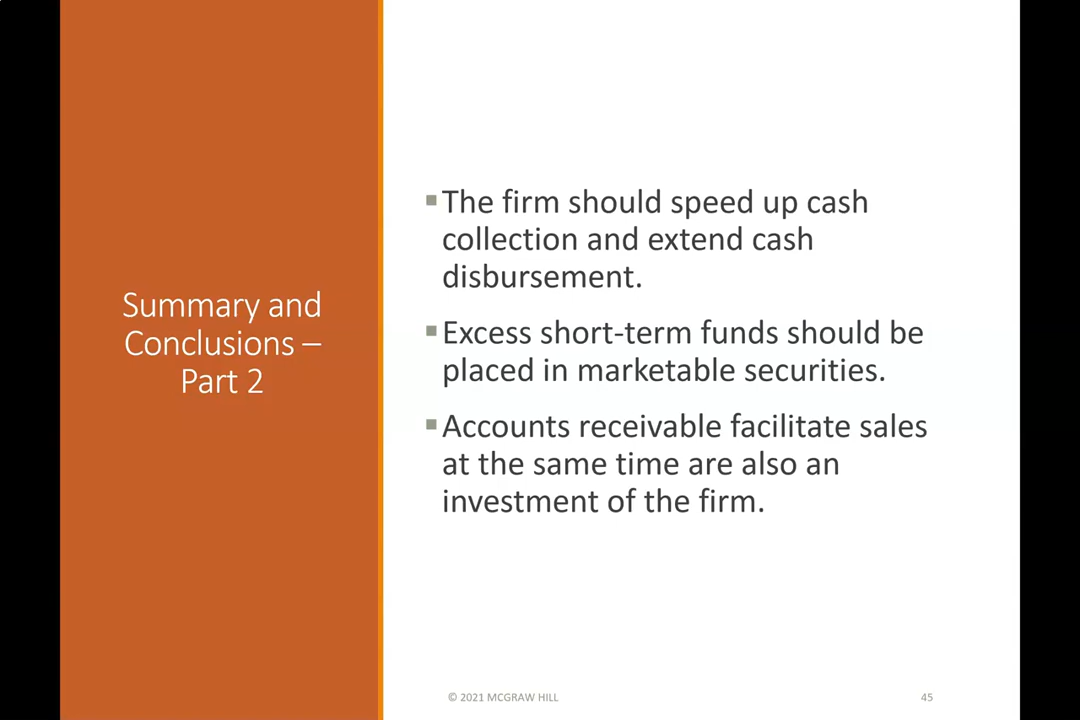 Summary and
Conclusions –
Part 2
▪The firm should speed up cash
collection and extend cash
disbursement.
▪Excess short-term funds should be
placed in marketable securities.
▪Accounts receivable facilitate sales
at the same time are also an
investment of the firm.
© 2021 MCGRAW HILL
45